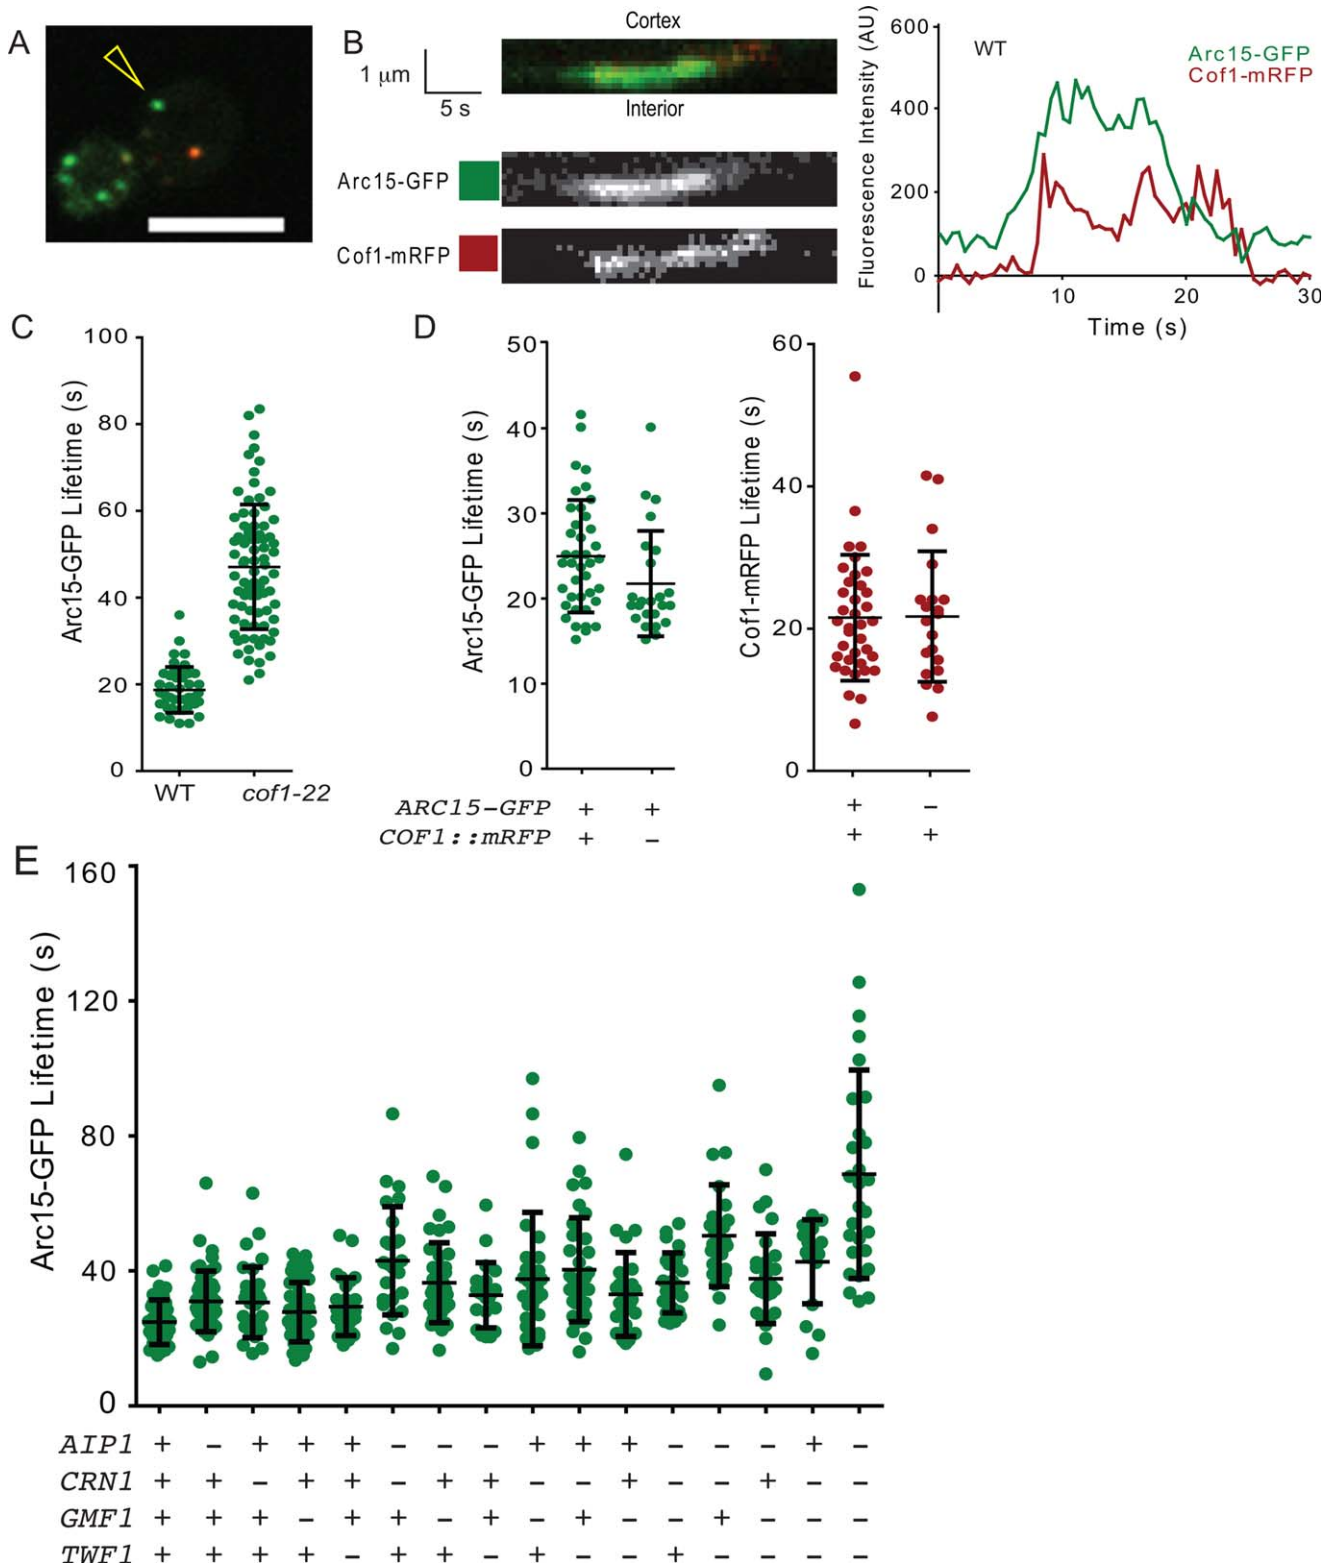 A
B
Cortex
1 μm
5 s
Interior
Arc15-GFP
Cof1-mRFP
Fluorescence Intensity (AU)
600
400
200
0
WT
Arc15-GFP
Cof1-mRFP
10
20
30
Time (s)
C
Arc15-GFP Lifetime (s)
100
80
60
40
20
0
WT
cof1-22
D
Arc15-GFP Lifetime (s)
50
40
30
20
10
0
Cof1-mRFP Lifetime (s)
60
40
20
0
ARC15-GFP + + + –
COF1::mRFP + – + +
E
Arc15-GFP Lifetime (s)
160
120
80
40
0
AIP1 + – + + + – – – + + + – – – + –
CRN1 + + – + + – + + – – + – – + – –
GMF1 + + + – + + – + – + – – + – – –
TWF1 + + + + – + + – + – – + – – – –